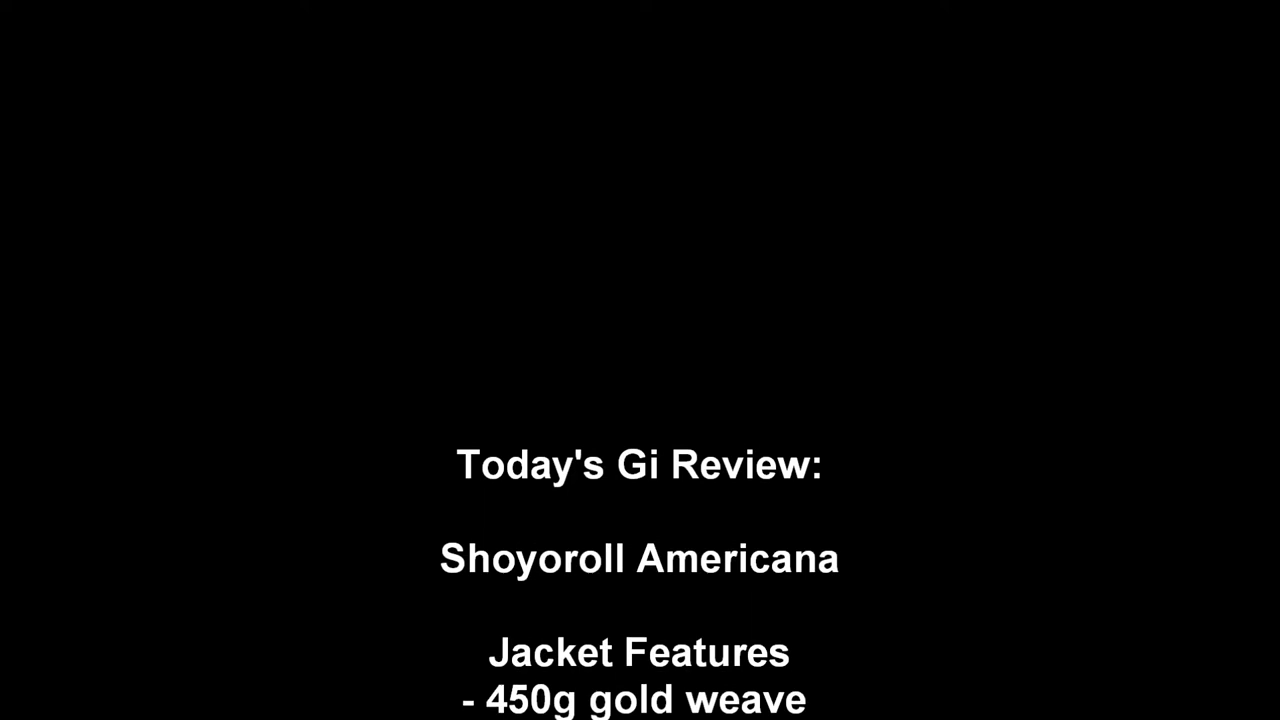 Today's Gi Review:
Shoyoroll Americana
Jacket Features
- 450g gold weave